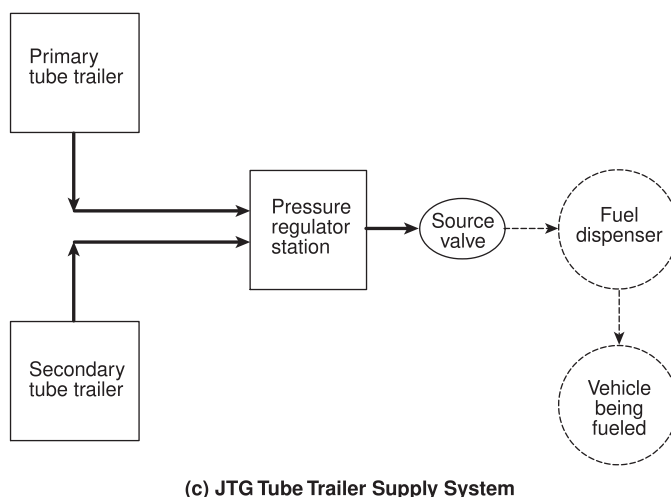 Primary
tube trailer
Pressure
regulator
station
Source
valve
Fuel
dispenser
Secondary
tube trailer
Vehicle
being
fueled
(c) JTG Tube Trailer Supply System